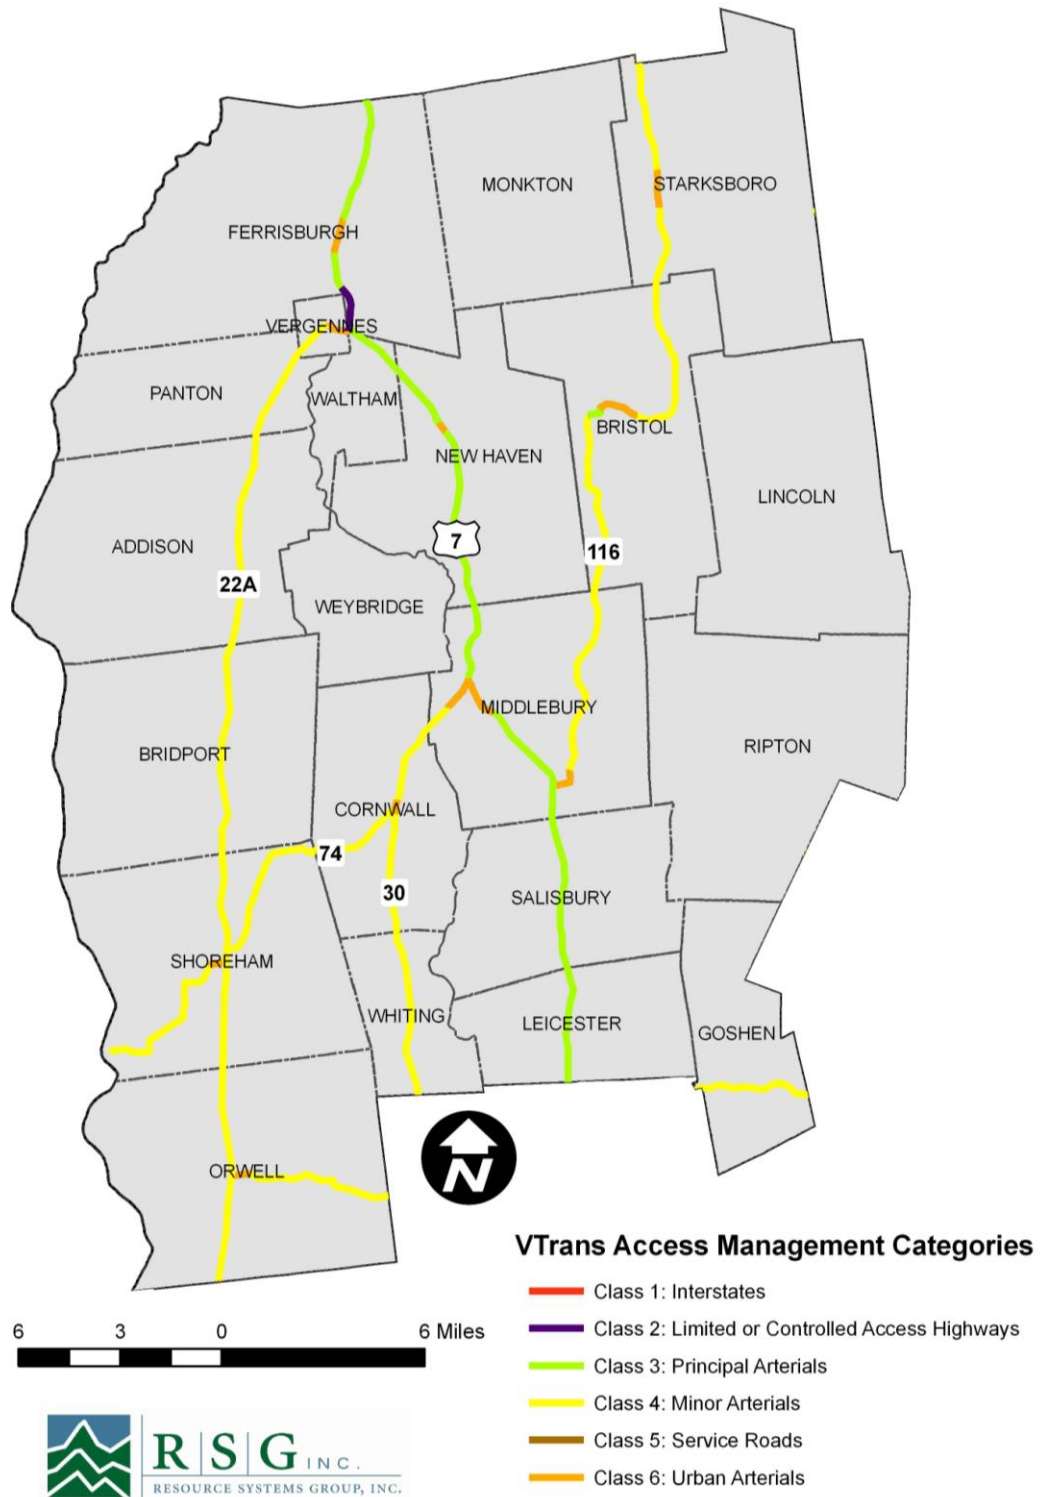 MONKTON
STARKSBORO
FERRISBURGH
VERGENNES
PANTON
WALTHAM
BRISTOL
NEW HAVEN
LINCOLN
7
ADDISON
116
22A
WEYBRIDGE
MIDDLEBURY
RIPTON
BRIDPORT
CORNWALL
74
30
SALISBURY
SHOREHAM
WHITING
LEICESTER
GOSHEN
N
ORWELL
VTrans Access Management Categories
Class 1: Interstates
Class 2: Limited or Controlled Access Highways
Class 3: Principal Arterials
Class 4: Minor Arterials
Class 5: Service Roads
Class 6: Urban Arterials
6 3 0 6 Miles
RSG INC.
RESOURCE SYSTEMS GROUP, INC.